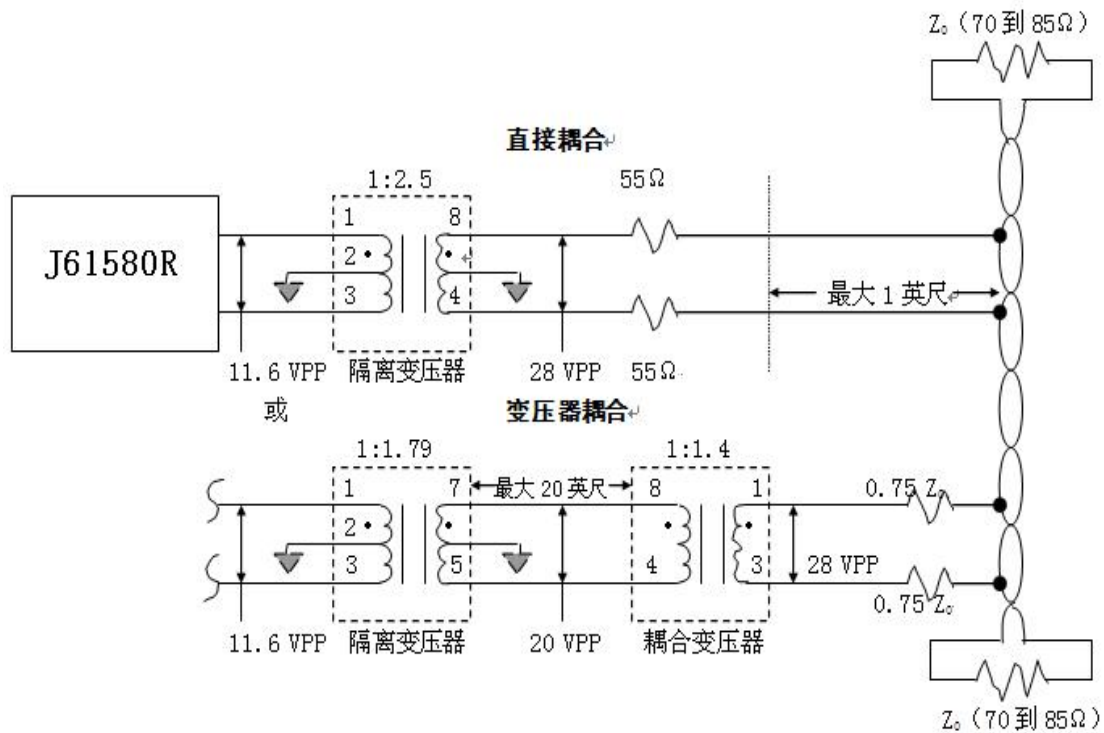 Z₀（70到85Ω）
直接耦合↵
1:2.5
55Ω
J61580R
1
8
2
3
4
最大1英尺↵
11.6 VPP
隔离变压器
28 VPP
55Ω
或
变压器耦合↵
1:1.79
1:1.4
1
7
最大20英尺
8
1
0.75 Z₀
2
3
5
4
3
28 VPP
0.75 Z₀
11.6 VPP
隔离变压器
20 VPP
耦合变压器
Z₀（70到85Ω）